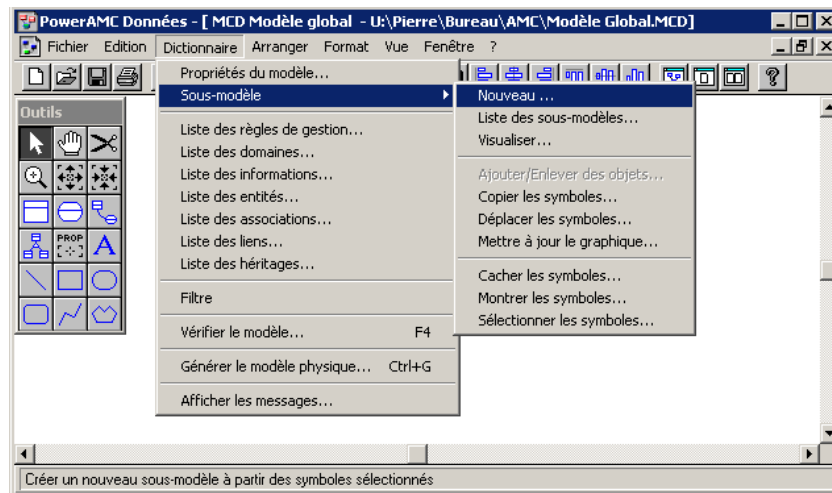 PowerAMC Données - [ MCD Modèle global - U:\Pierre\Bureau\AMC\Modèle Global.MCD]
Fichier Edition Dictionnaire Arranger Format Vue Fenêtre ?
Outils
PROP
A
Propriétés du modèle...
Sous-modèle
Liste des règles de gestion...
Liste des domaines...
Liste des informations...
Liste des entités...
Liste des associations...
Liste des liens...
Liste des héritages...
Filtre
Vérifier le modèle... F4
Générer le modèle physique... Ctrl+G
Afficher les messages...
Nouveau ...
Liste des sous-modèles...
Visualiser...
Ajouter/Enlever des objets...
Copier les symboles...
Déplacer les symboles...
Mettre à jour le graphique...
Cacher les symboles...
Montrer les symboles...
Sélectionner les symboles...
Créer un nouveau sous-modèle à partir des symboles sélectionnés